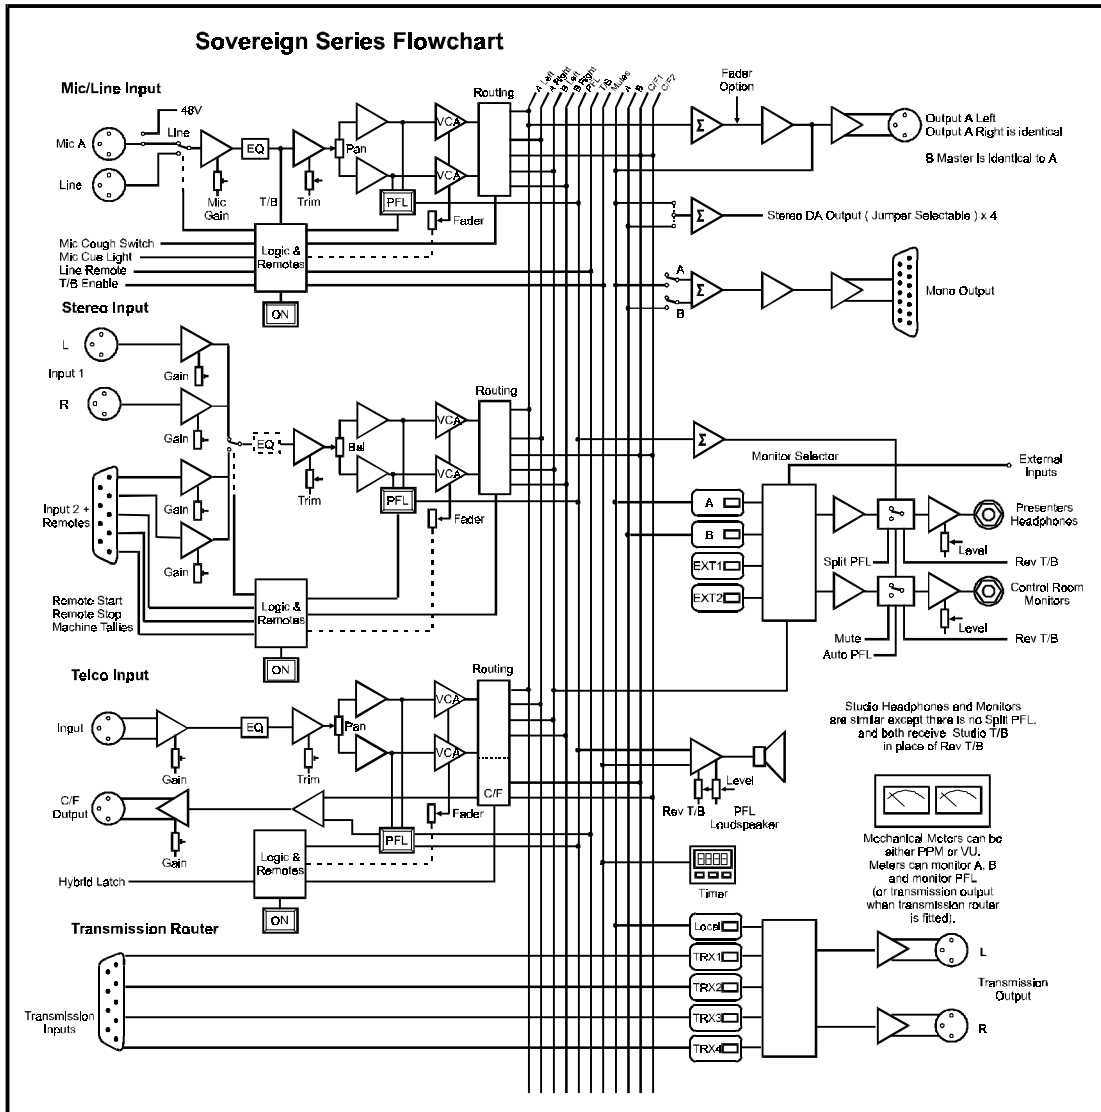 Sovereign Series Flowchart
Mic/Line Input
48V
Line
Mic A
Line
EQ
Mic
Gain
T/B
Trim
Pan
VCA
VCA
PFL
Fader
Routing
Logic &
Remotes
ON
Mic Cough Switch
Mic Cue Light
Line Remote
T/B Enable
A Left
A Right
B Left
B Right
PFL
T/B
Mutes
A
B
C/F1
C/F2
Fader
Option
Σ
Output A Left
Output A Right is identical
B Master is identical to A
Σ
Stereo DA Output ( Jumper Selectable ) x 4
A
B
Σ
Mono Output
Stereo Input
L
Input 1
R
Gain
Gain
Input 2 +
Remotes
Gain
Gain
EQ
Trim
Bal
VCA
VCA
PFL
Fader
Routing
Remote Start
Remote Stop
Machine Tallies
Logic &
Remotes
ON
Σ
Monitor Selector
External
Inputs
A
B
EXT1
EXT2
Presenters
Headphones
Level
Split PFL
Rev T/B
Control Room
Monitors
Level
Mute
Rev T/B
Auto PFL
Telco Input
Input
Gain
EQ
Trim
Pan
VCA
VCA
Routing
C/F
C/F
Output
Gain
PFL
Fader
Hybrid Latch
Logic &
Remotes
ON
Level
Rev T/B
PFL
Loudspeaker
Timer
Studio Headphones and Monitors
are similar except there is no Split PFL,
and both receive Studio T/B
in place of Rev T/B
Mechanical Meters can be
either PPM or VU.
Meters can monitor A, B
and monitor PFL
(or transmission output
when transmission router
is fitted).
Transmission Router
Transmission
Inputs
Local
TRX1
TRX2
TRX3
TRX4
L
Transmission
Output
R